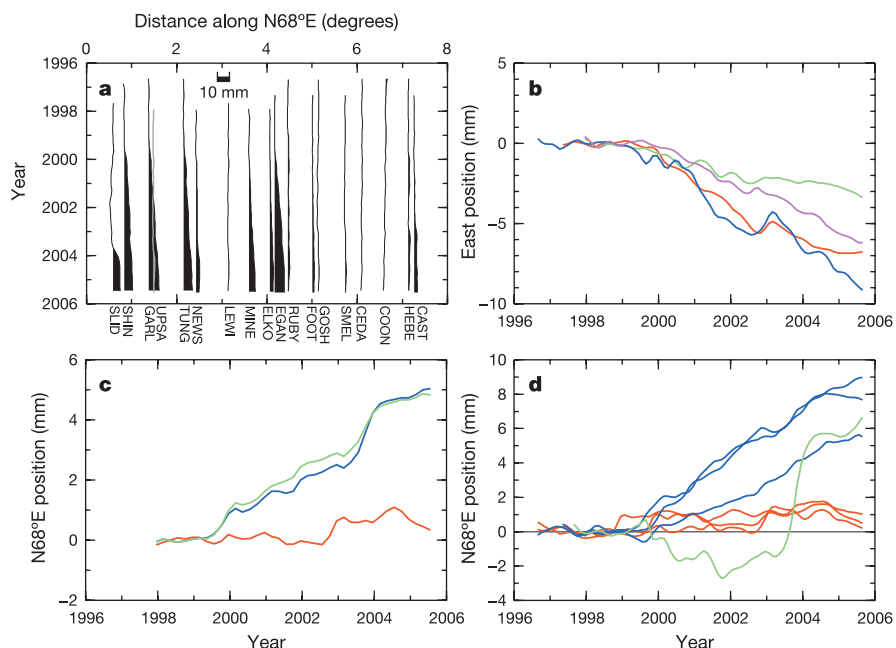 Distance along N68ºE (degrees)
0 2 4 6 8
1996
1998
2000
2002
2004
2006
Year
a
10 mm
SLID
SHIN
GARL
UPSA
TUNG
NEWS
LEWI
MINE
ELKO
EGAN
RUBY
FOOT
GOSH
SMEL
CEDA
COON
HEBE
CAST
b
0
−5
−10
East position (mm)
1996 1998 2000 2002 2004 2006
c
6
4
2
0
−2
N68ºE position (mm)
1996 1998 2000 2002 2004 2006
Year
d
10
8
6
4
2
0
−2
−4
N68ºE position (mm)
1996 1998 2000 2002 2004 2006
Year